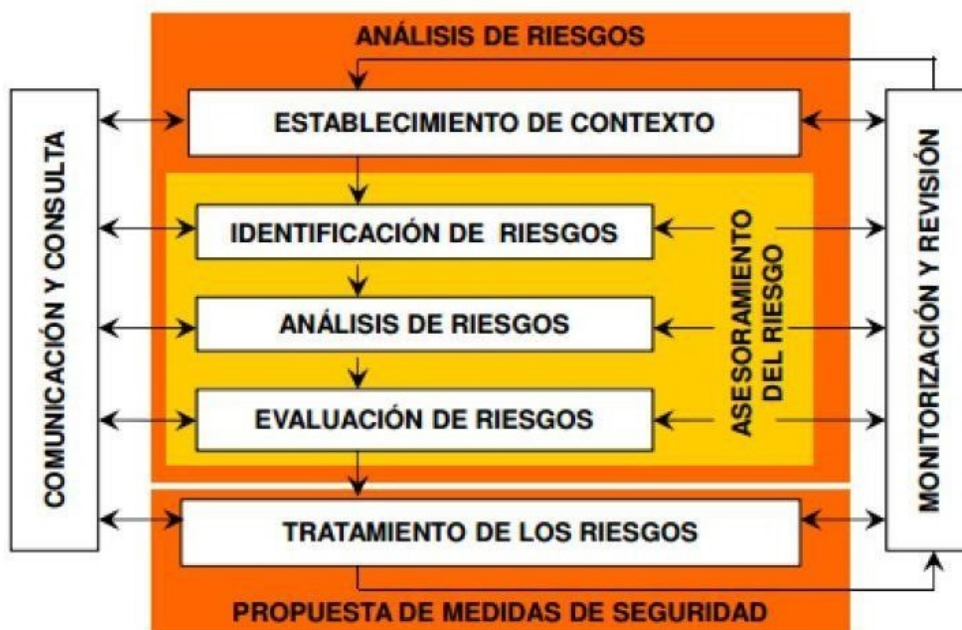 ANÁLISIS DE RIESGOS
ESTABLECIMIENTO DE CONTEXTO
COMUNICACIÓN Y CONSULTA
IDENTIFICACIÓN DE RIESGOS
ANÁLISIS DE RIESGOS
EVALUACIÓN DE RIESGOS
ASESORAMIENTO
DEL RIESGO
MONITORIZACIÓN Y REVISIÓN
TRATAMIENTO DE LOS RIESGOS
PROPUESTA DE MEDIDAS DE SEGURIDAD